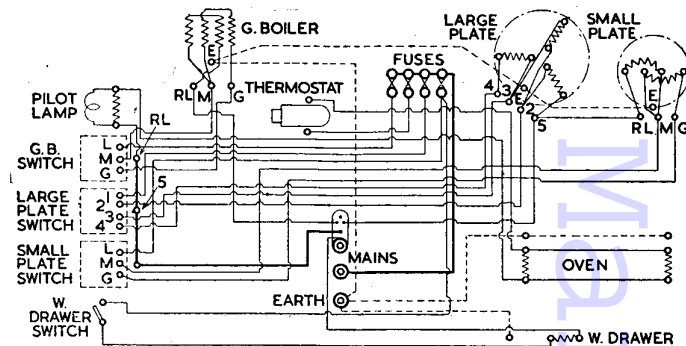 G. BOILER
LARGE PLATE
SMALL PLATE
E
FUSES
RL M G
THERMOSTAT
4 3 E 2 5
E
RL M G
PILOT LAMP
RL
G.B. SWITCH
L
M
G
LARGE PLATE SWITCH
1
2
3
4
5
SMALL PLATE SWITCH
L
M
G
MAINS
OVEN
EARTH
W. DRAWER SWITCH
W. DRAWER
Ma